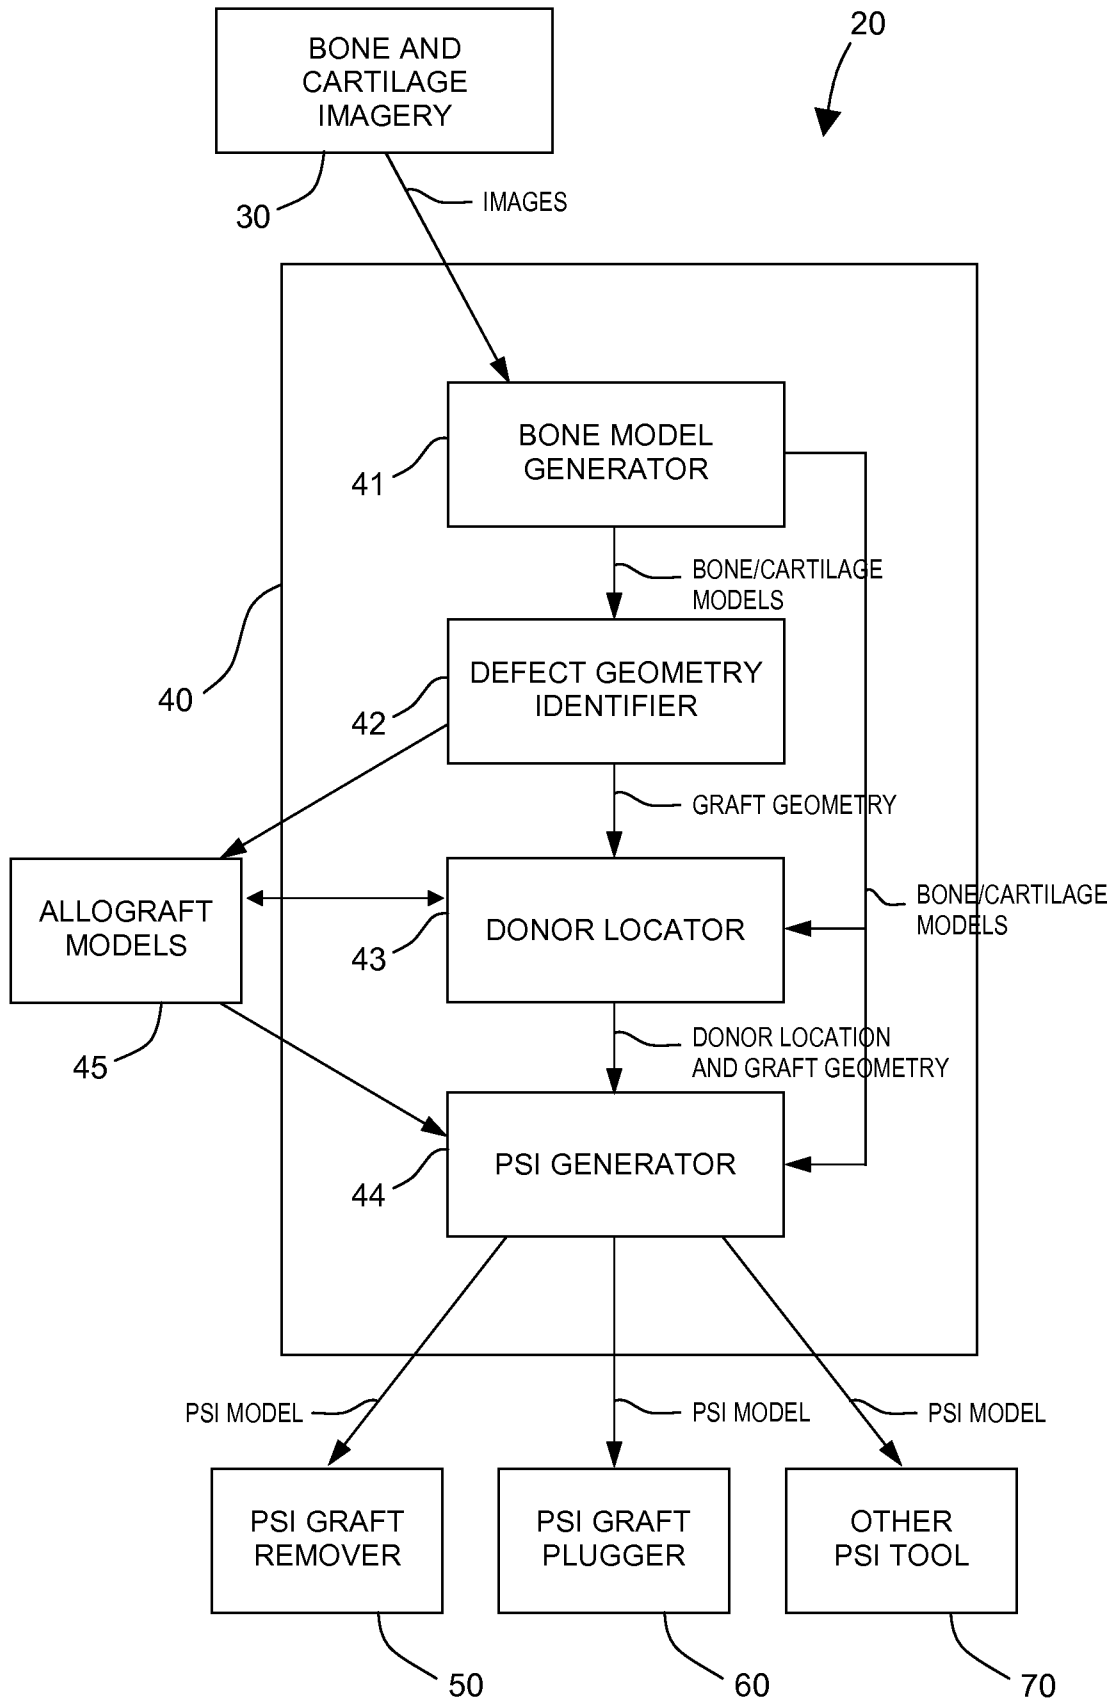 BONE AND
CARTILAGE
IMAGERY
20
30
IMAGES
BONE MODEL
GENERATOR
41
BONE/CARTILAGE
MODELS
40
DEFECT GEOMETRY
IDENTIFIER
42
GRAFT GEOMETRY
ALLOGRAFT
MODELS
45
DONOR LOCATOR
43
BONE/CARTILAGE
MODELS
DONOR LOCATION
AND GRAFT GEOMETRY
PSI GENERATOR
44
PSI MODEL
PSI MODEL
PSI MODEL
PSI GRAFT
REMOVER
50
PSI GRAFT
PLUGGER
60
OTHER
PSI TOOL
70